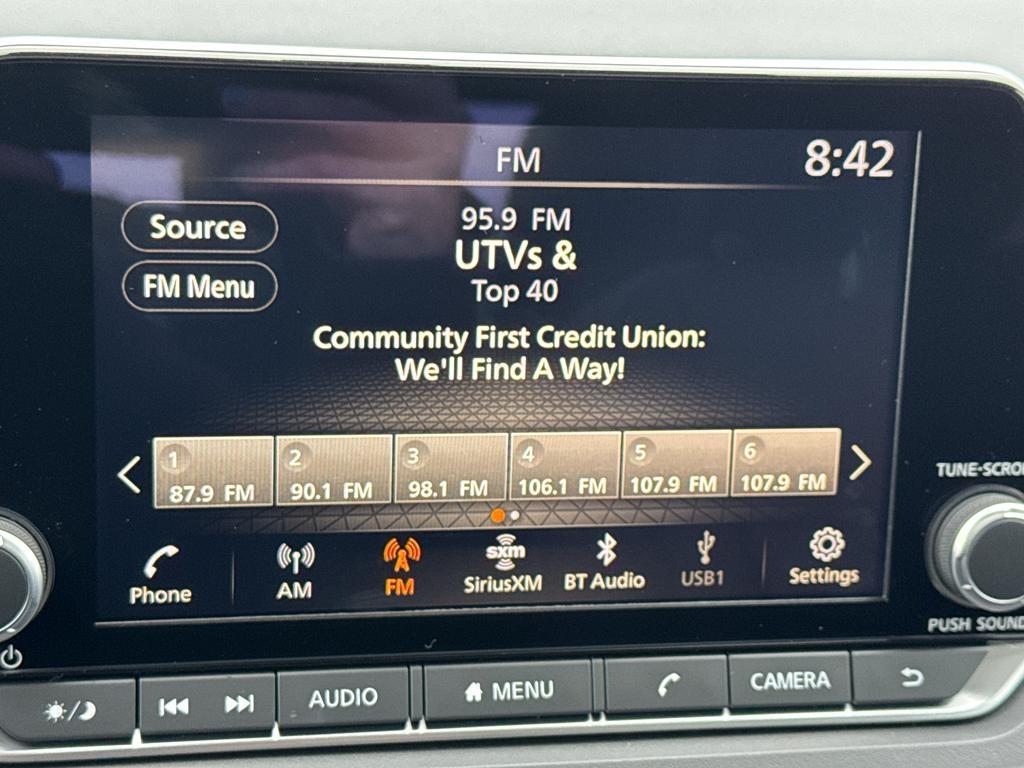 FM
8:42
Source
95.9 FM
UTVs &
FM Menu
Top 40
Community First Credit Union:
We'll Find A Way!
1 2 3 4 5 6
87.9 FM 90.1 FM 98.1 FM 106.1 FM 107.9 FM 107.9 FM
TUNE·SCROL
sxm
Phone AM FM SiriusXM BT Audio USB1 Settings
PUSH SOUND
AUDIO MENU CAMERA